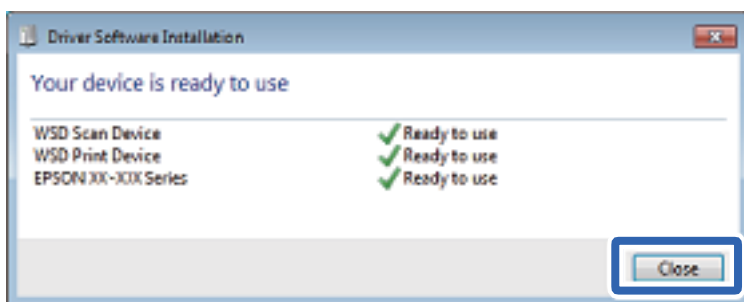 Driver Software Installation
Your device is ready to use
WSD Scan Device Ready to use
WSD Print Device Ready to use
EPSON XX-XXX Series Ready to use
Close